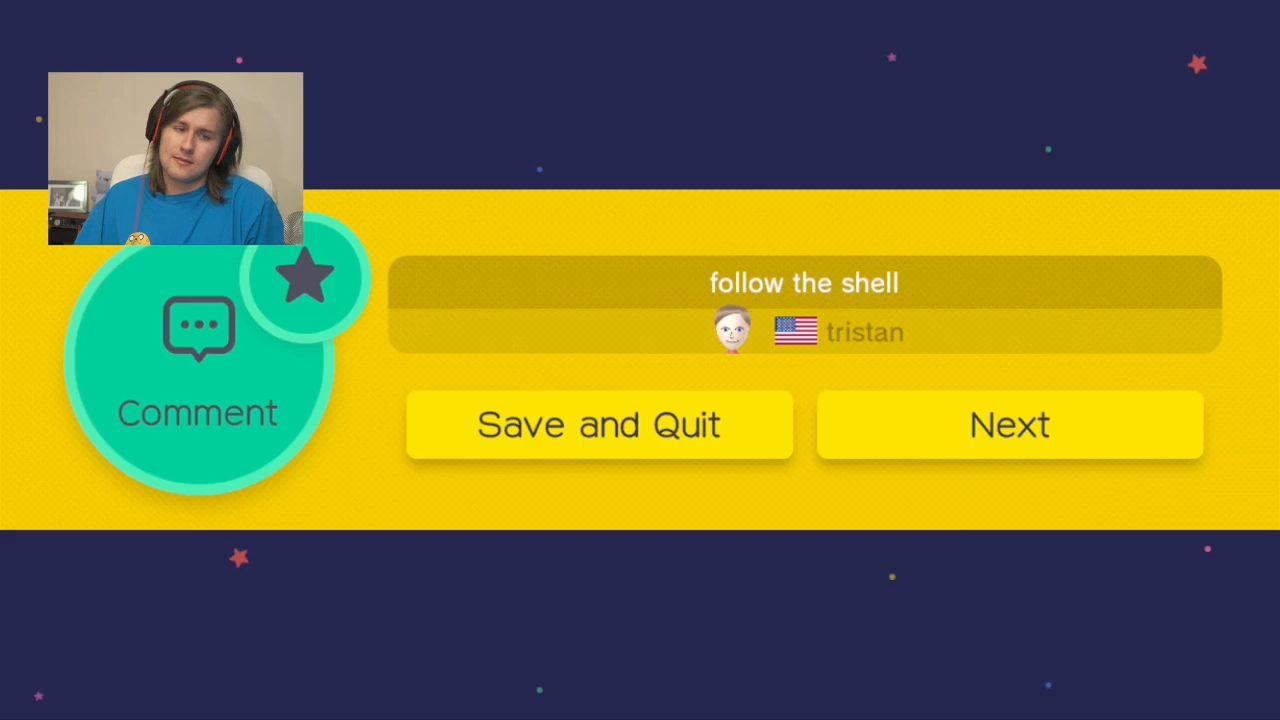 follow the shell
tristan
Comment
Save and Quit
Next